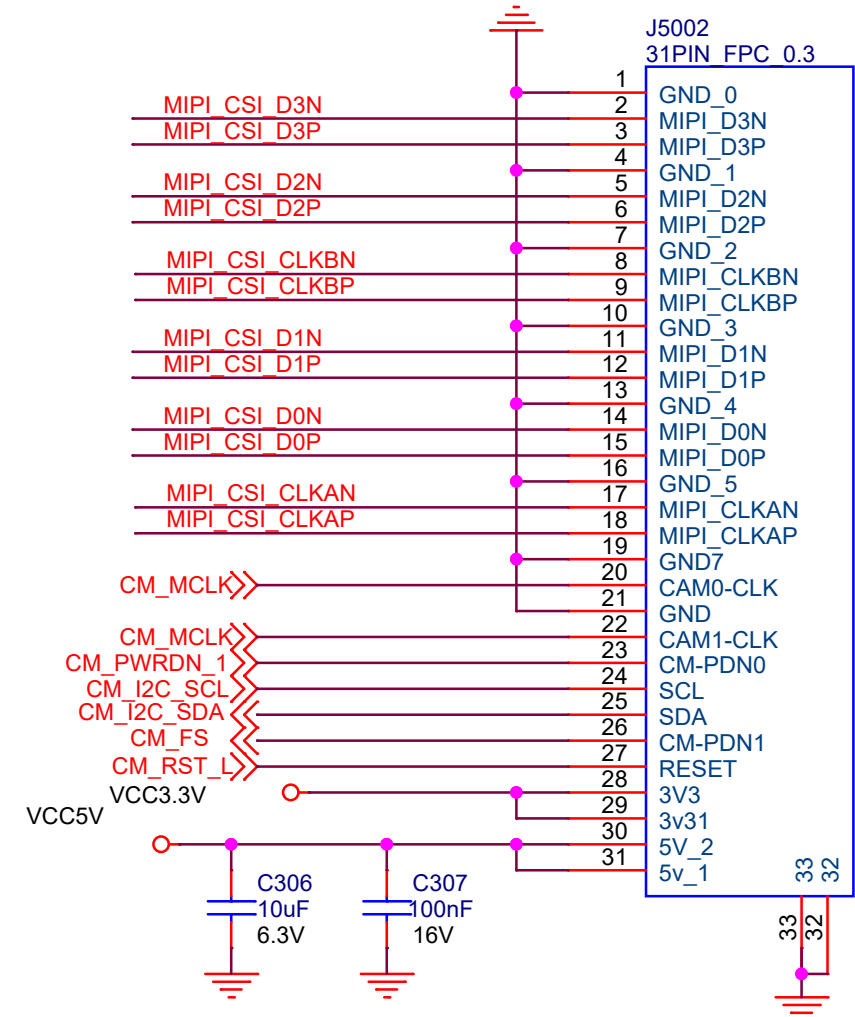 J5002
31PIN_FPC_0.3
1 GND_0
MIPI_CSI_D3N 2 MIPI_D3N
MIPI_CSI_D3P 3 MIPI_D3P
4 GND_1
MIPI_CSI_D2N 5 MIPI_D2N
MIPI_CSI_D2P 6 MIPI_D2P
7 GND_2
MIPI_CSI_CLKBN 8 MIPI_CLKBN
MIPI_CSI_CLKBP 9 MIPI_CLKBP
10 GND_3
MIPI_CSI_D1N 11 MIPI_D1N
MIPI_CSI_D1P 12 MIPI_D1P
13 GND_4
MIPI_CSI_D0N 14 MIPI_D0N
MIPI_CSI_D0P 15 MIPI_D0P
16 GND_5
MIPI_CSI_CLKAN 17 MIPI_CLKAN
MIPI_CSI_CLKAP 18 MIPI_CLKAP
19 GND7
CM_MCLK 20 CAM0-CLK
21 GND
CM_MCLK 22 CAM1-CLK
CM_PWRDN_1 23 CM-PDN0
CM_I2C_SCL 24 SCL
CM_I2C_SDA 25 SDA
CM_FS 26 CM-PDN1
CM_RST_L 27 RESET
VCC3.3V 28 3V3
29 3v31
VCC5V 30 5V_2
31 5v_1
33 32
C306 C307
10uF 100nF
6.3V 16V
33 32